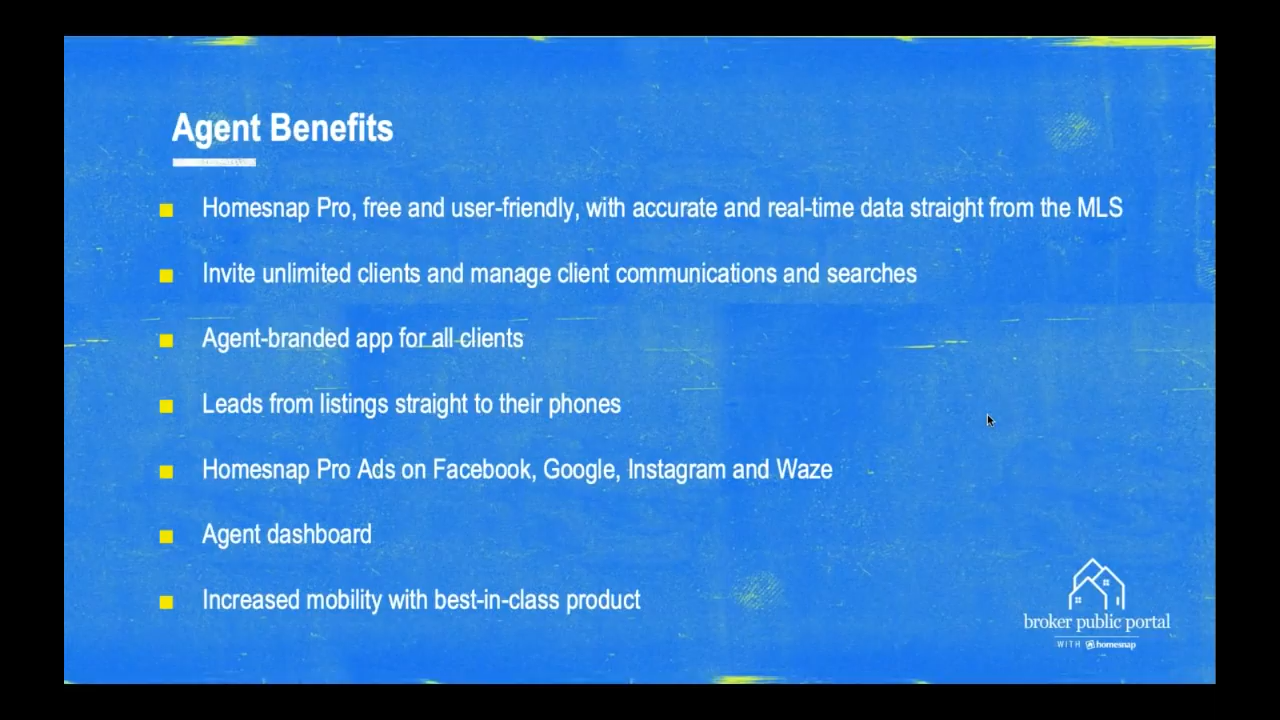 Agent Benefits
Homesnap Pro, free and user-friendly, with accurate and real-time data straight from the MLS
Invite unlimited clients and manage client communications and searches
Agent-branded app for all clients
Leads from listings straight to their phones
Homesnap Pro Ads on Facebook, Google, Instagram and Waze
Agent dashboard
Increased mobility with best-in-class product
broker public portal
WITH homesnap